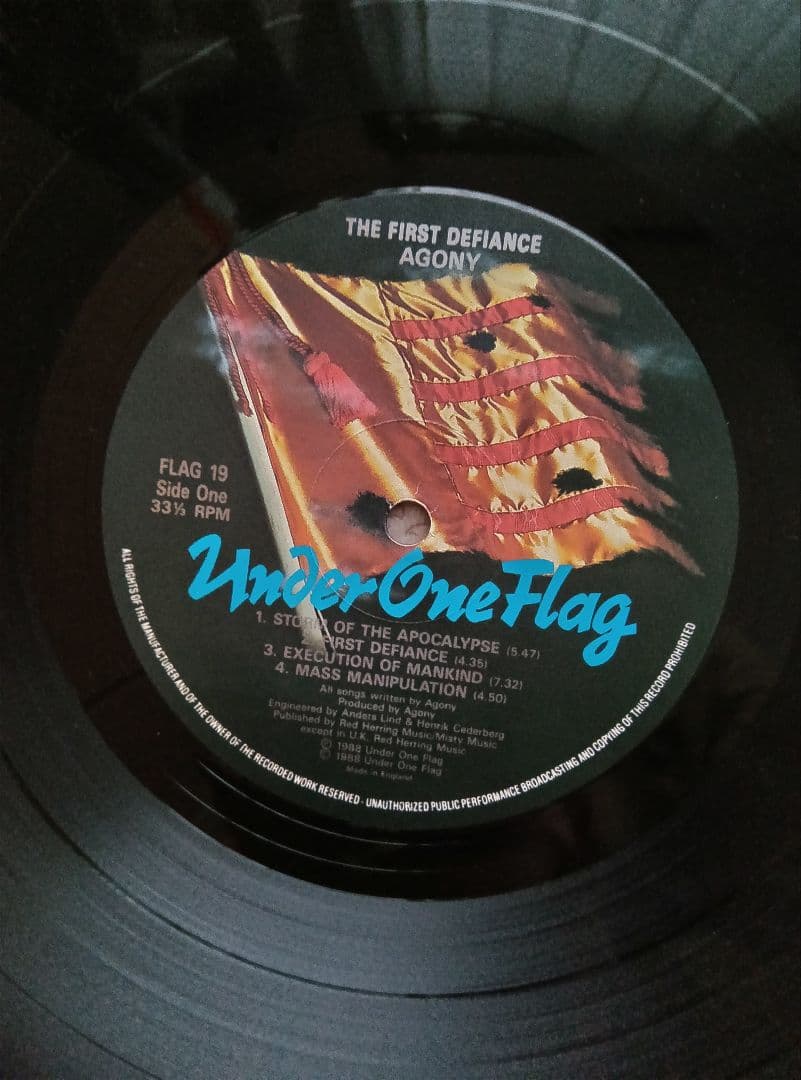 THE FIRST DEFIANCE
AGONY
FLAG 19
Side One
33⅓ RPM
Under One Flag
1. STORM OF THE APOCALYPSE (5.47)
2. FIRST DEFIANCE (4.35)
3. EXECUTION OF MANKIND (7.32)
4. MASS MANIPULATION (4.50)
All songs written by Agony
Produced by Agony
Engineered by Anders Lind & Henrik Cederberg
Published by Red Herring Music/Misty Music
except in U.K. Red Herring Music
Ⓟ 1988 Under One Flag
© 1988 Under One Flag
Made in England
ALL RIGHTS OF THE MANUFACTURER AND OF THE OWNER OF THE RECORDED WORK RESERVED - UNAUTHORIZED PUBLIC PERFORMANCE BROADCASTING AND COPYING OF THIS RECORD PROHIBITED